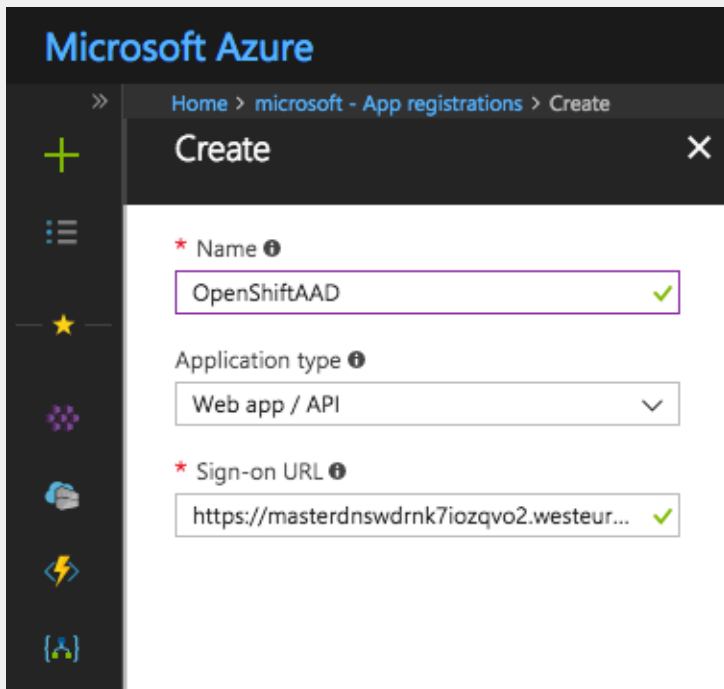 Microsoft Azure
Home > microsoft - App registrations > Create
Create
* Name
OpenShiftAAD
Application type
Web app / API
* Sign-on URL
https://masterdnswdrnk7iozqvo2.westeur...